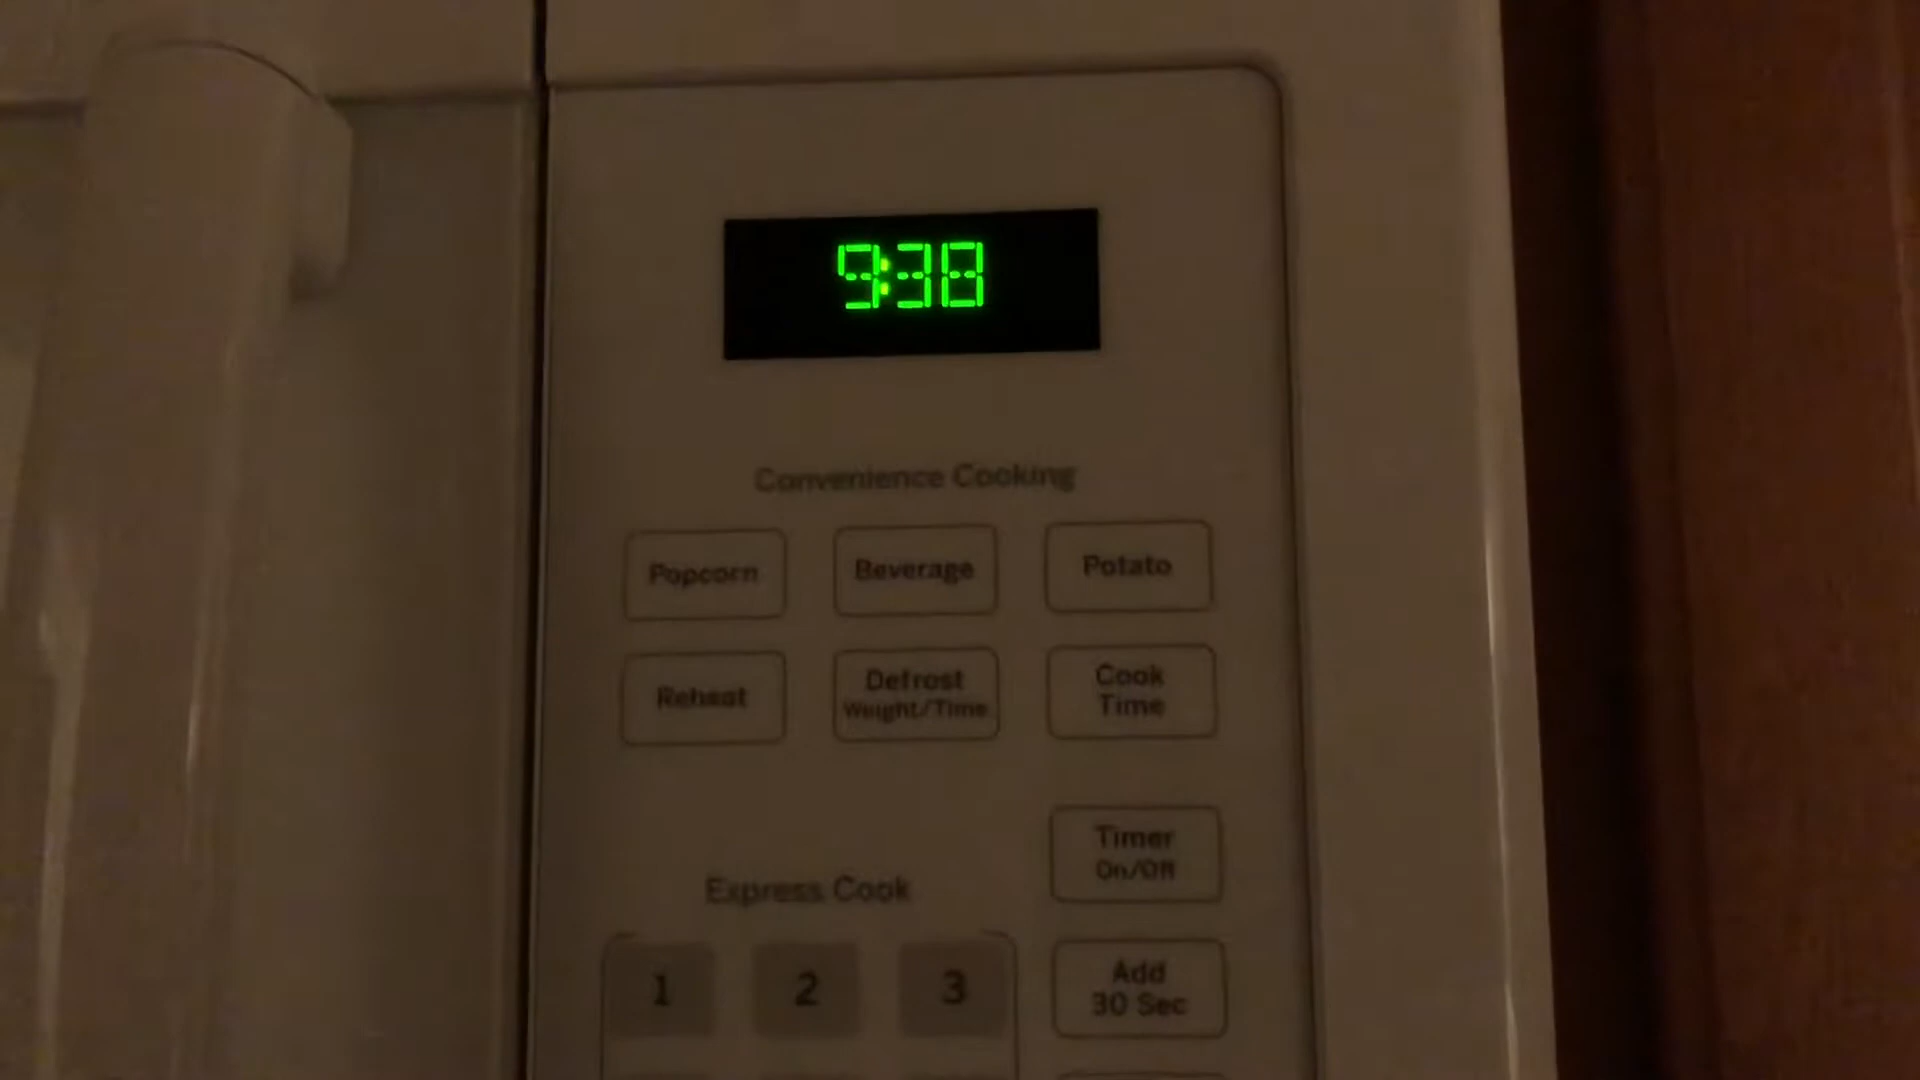 9:38
Convenience Cooking
Popcorn
Beverage
Potato
Reheat
Defrost
Weight/Time
Cook
Time
Timer
On/Off
Express Cook
1
2
3
Add
30 Sec